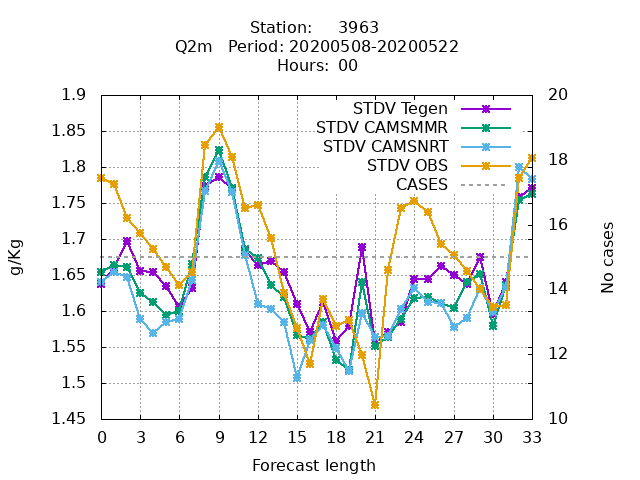 Station: 3963
Q2m Period: 20200508-20200522
Hours: 00
STDV Tegen
STDV CAMSMMR
STDV CAMSNRT
STDV OBS
CASES
1.9
1.85
1.8
1.75
1.7
1.65
1.6
1.55
1.5
1.45
g/Kg
20
18
16
14
12
10
No cases
0 3 6 9 12 15 18 21 24 27 30 33
Forecast length